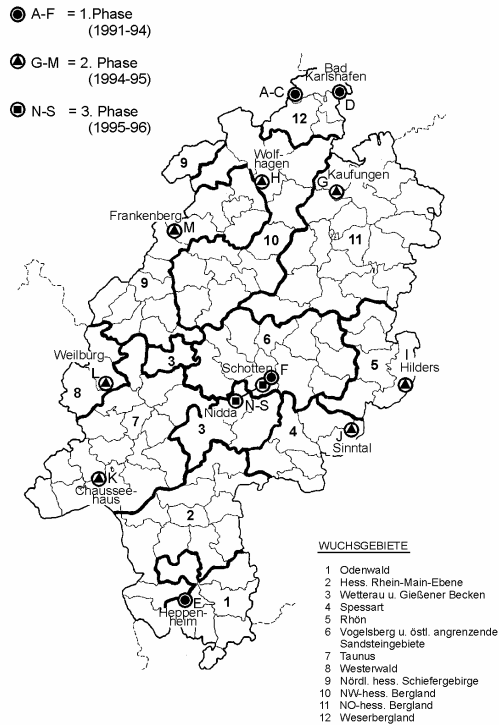 A-F = 1.Phase
(1991-94)
G-M = 2. Phase
(1994-95)
N-S = 3. Phase
(1995-96)
Bad
Karlshafen
A-C
D
12
9
Wolf-
hagen
H
Kaufungen
G
Frankenberg
M
10
11
9
6
3
Schotten
F
I
Hilders
5
Weilburg
L
8
Nidda
N-S
7
3
4
J
Sinntal
K
Chaussee-
haus
2
E
Heppen-
heim
1
WUCHSGEBIETE
1 Odenwald
2 Hess. Rhein-Main-Ebene
3 Wetterau u. Gießener Becken
4 Spessart
5 Rhön
6 Vogelsberg u. östl. angrenzende
Sandsteingebiete
7 Taunus
8 Westerwald
9 Nördl. hess. Schiefergebirge
10 NW-hess. Bergland
11 NO-hess. Bergland
12 Weserbergland